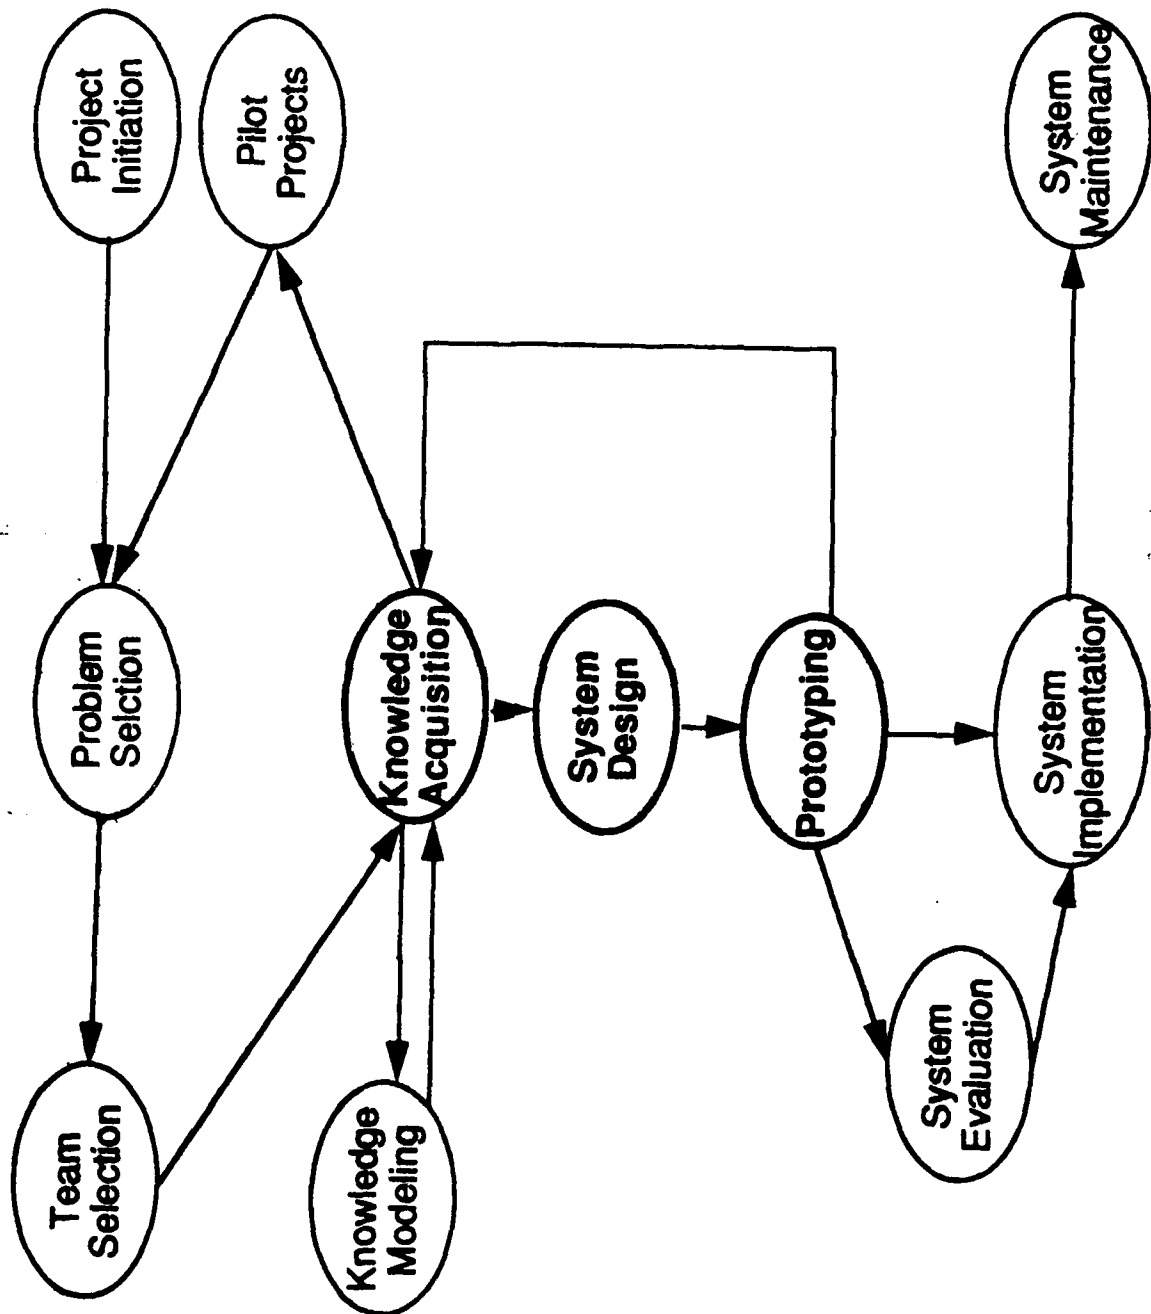 Team
Selection
Problem
Selction
Project
Initiation
Pilot
Projects
Knowledge
Modeling
Knowledge
Acquisition
System
Design
Prototyping
System
Evaluation
System
Implementation
System
Maintenance